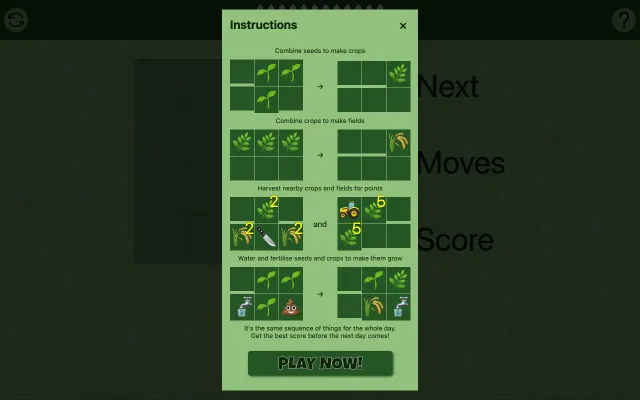 Instructions ×
Combine seeds to make crops
→
Combine crops to make fields
→
Harvest nearby crops and fields for points
2 5
2 2 and 5
Water and fertilise seeds and crops to make them grow
→
It's the same sequence of things for the whole day.
Get the best score before the next day comes!
PLAY NOW!
Next
Moves
Score
?